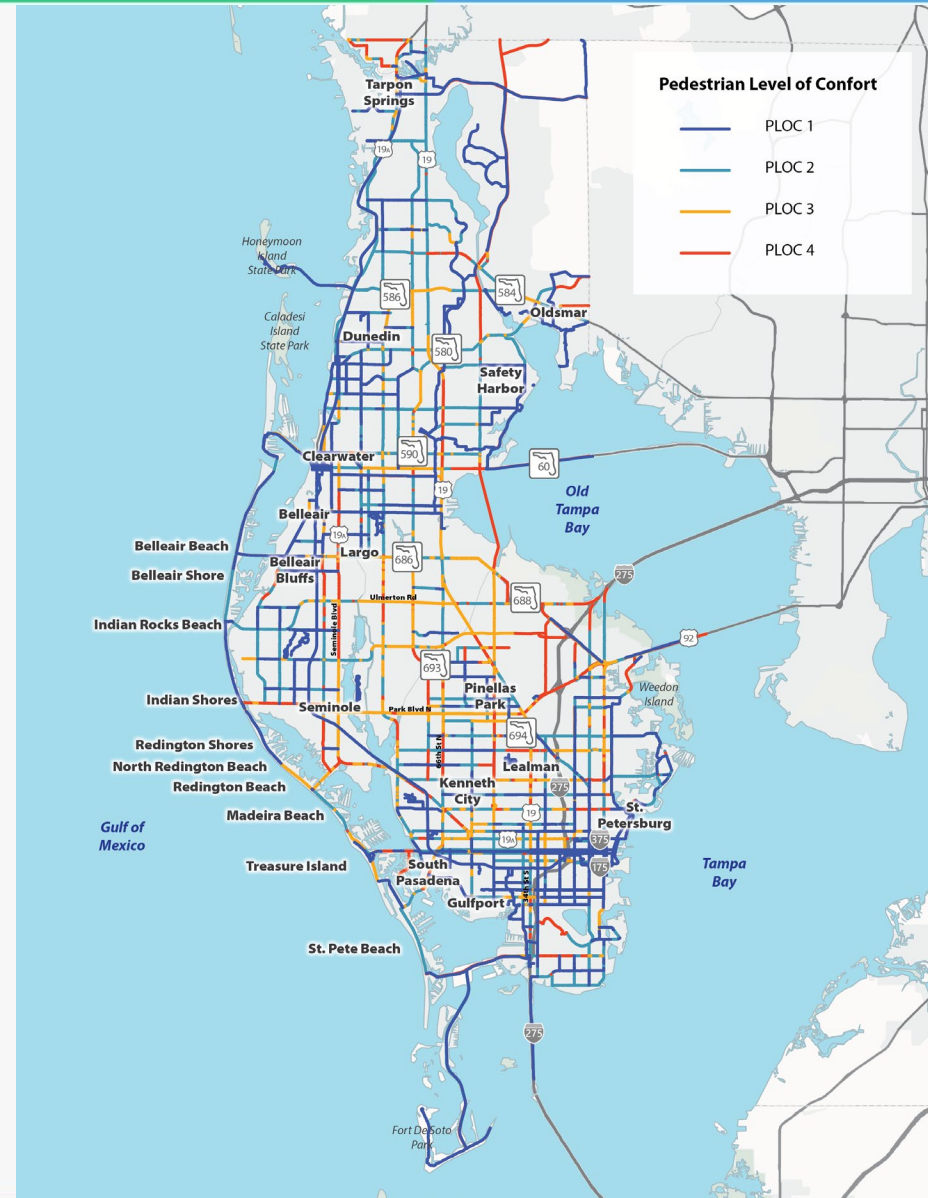 Pedestrian Level of Confort
PLOC 1
PLOC 2
PLOC 3
PLOC 4
Tarpon
Springs
19A
19
Honeymoon
Island
State Park
586
584
Oldsmar
Caladesi
Island
State Park
Dunedin
580
Safety
Harbor
Clearwater
590
60
19
Old
Tampa
Bay
Belleair
19A
Belleair Beach
Largo
686
Belleair
Bluffs
275
Belleair Shore
Ulmerton Rd
688
Seminole Blvd
Indian Rocks Beach
92
693
Pinellas
Park
Weedon
Island
Indian Shores
Seminole
Park Blvd N
694
66th St N
Redington Shores
North Redington Beach
Lealman
Redington Beach
Kenneth
City
275
Madeira Beach
19
St.
Petersburg
Gulf of
Mexico
19A
375
Treasure Island
South
Pasadena
175
Tampa
Bay
34th St S
Gulfport
St. Pete Beach
275
Fort De Soto
Park